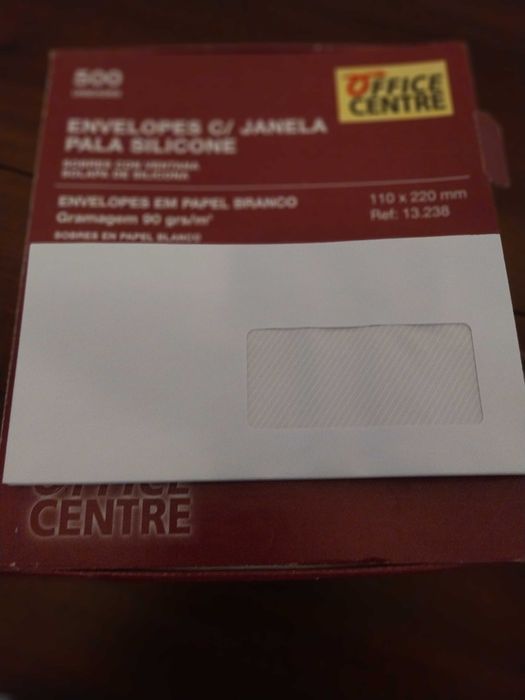 500
OFFICE
CENTRE
ENVELOPES C/ JANELA
PALA SILICONE
SOBRES CON VENTANA
SOLAPA DE SILICONA
ENVELOPES EM PAPEL BRANCO
110 x 220 mm
Gramagem 90 grs/m²
Ref: 13.238
SOBRES EN PAPEL BLANCO
OFFICE
CENTRE